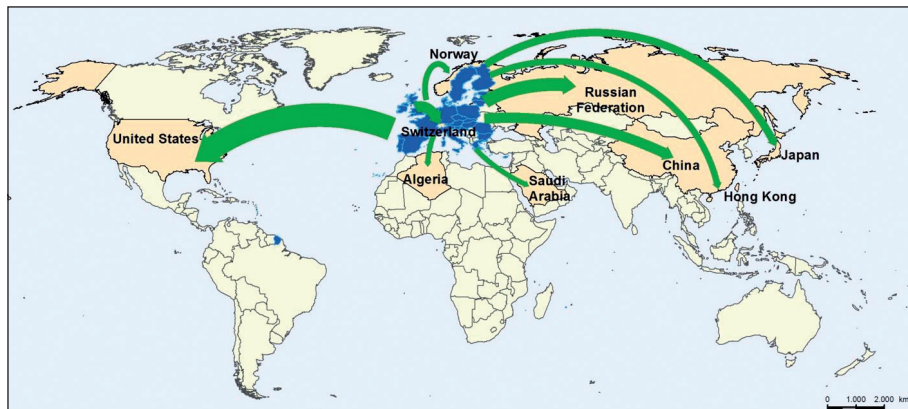 Norway
Russian
Federation
United States
Switzerland
Japan
China
Algeria
Saudi
Arabia
Hong Kong
0 1.000 2.000 km